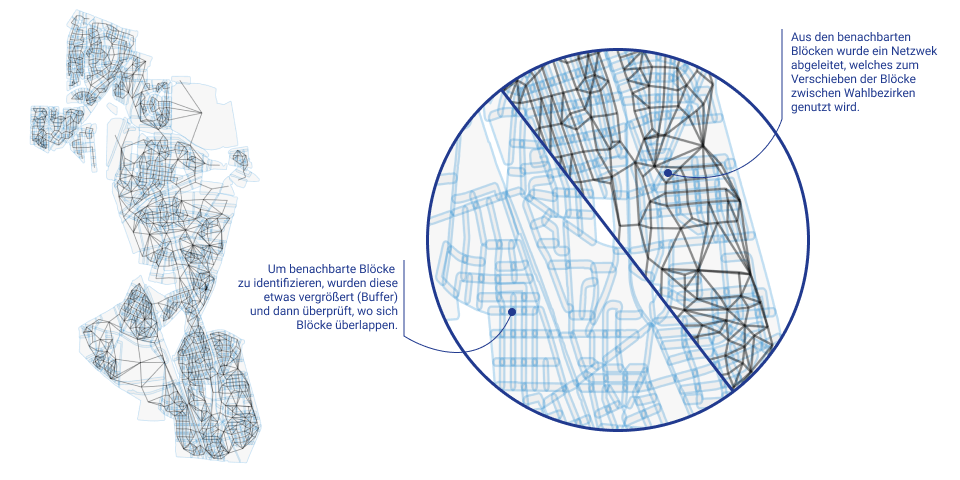 Aus den benachbarten
Blöcken wurde ein Netzwek
abgeleitet, welches zum
Verschieben der Blöcke
zwischen Wahlbezirken
genutzt wird.
Um benachbarte Blöcke
zu identifizieren, wurden diese
etwas vergrößert (Buffer)
und dann überprüft, wo sich
Blöcke überlappen.